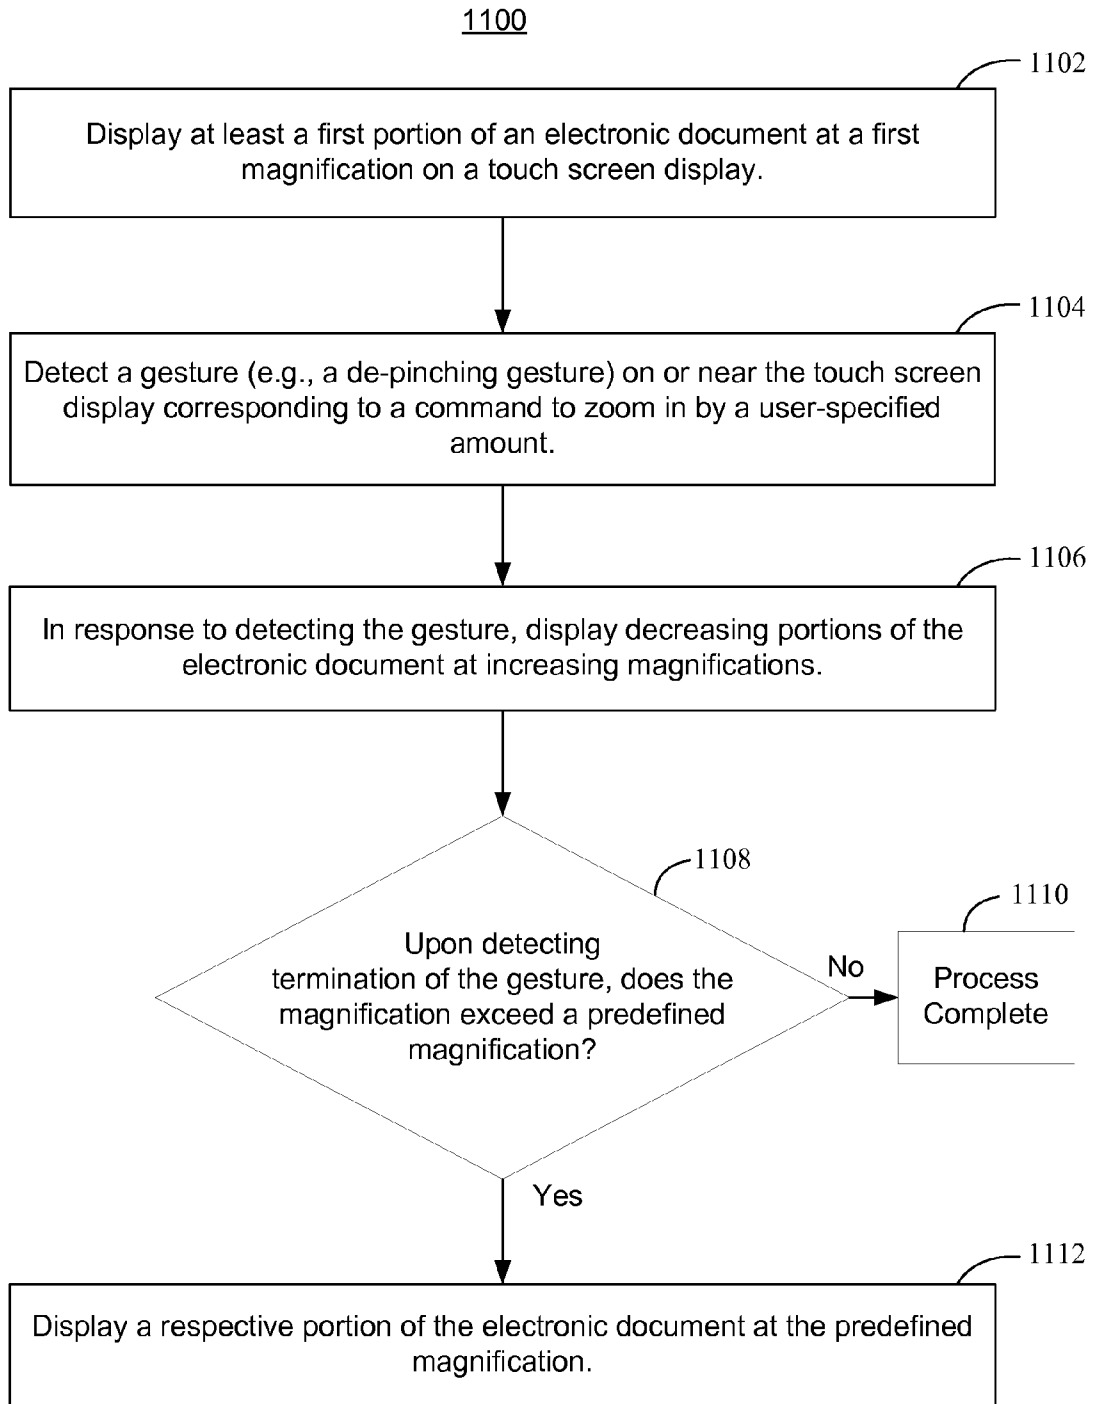 1100
1102
Display at least a first portion of an electronic document at a first
magnification on a touch screen display.
1104
Detect a gesture (e.g., a de-pinching gesture) on or near the touch screen
display corresponding to a command to zoom in by a user-specified
amount.
1106
In response to detecting the gesture, display decreasing portions of the
electronic document at increasing magnifications.
1108
Upon detecting
termination of the gesture, does the
magnification exceed a predefined
magnification?
No
1110
Process
Complete
Yes
1112
Display a respective portion of the electronic document at the predefined
magnification.